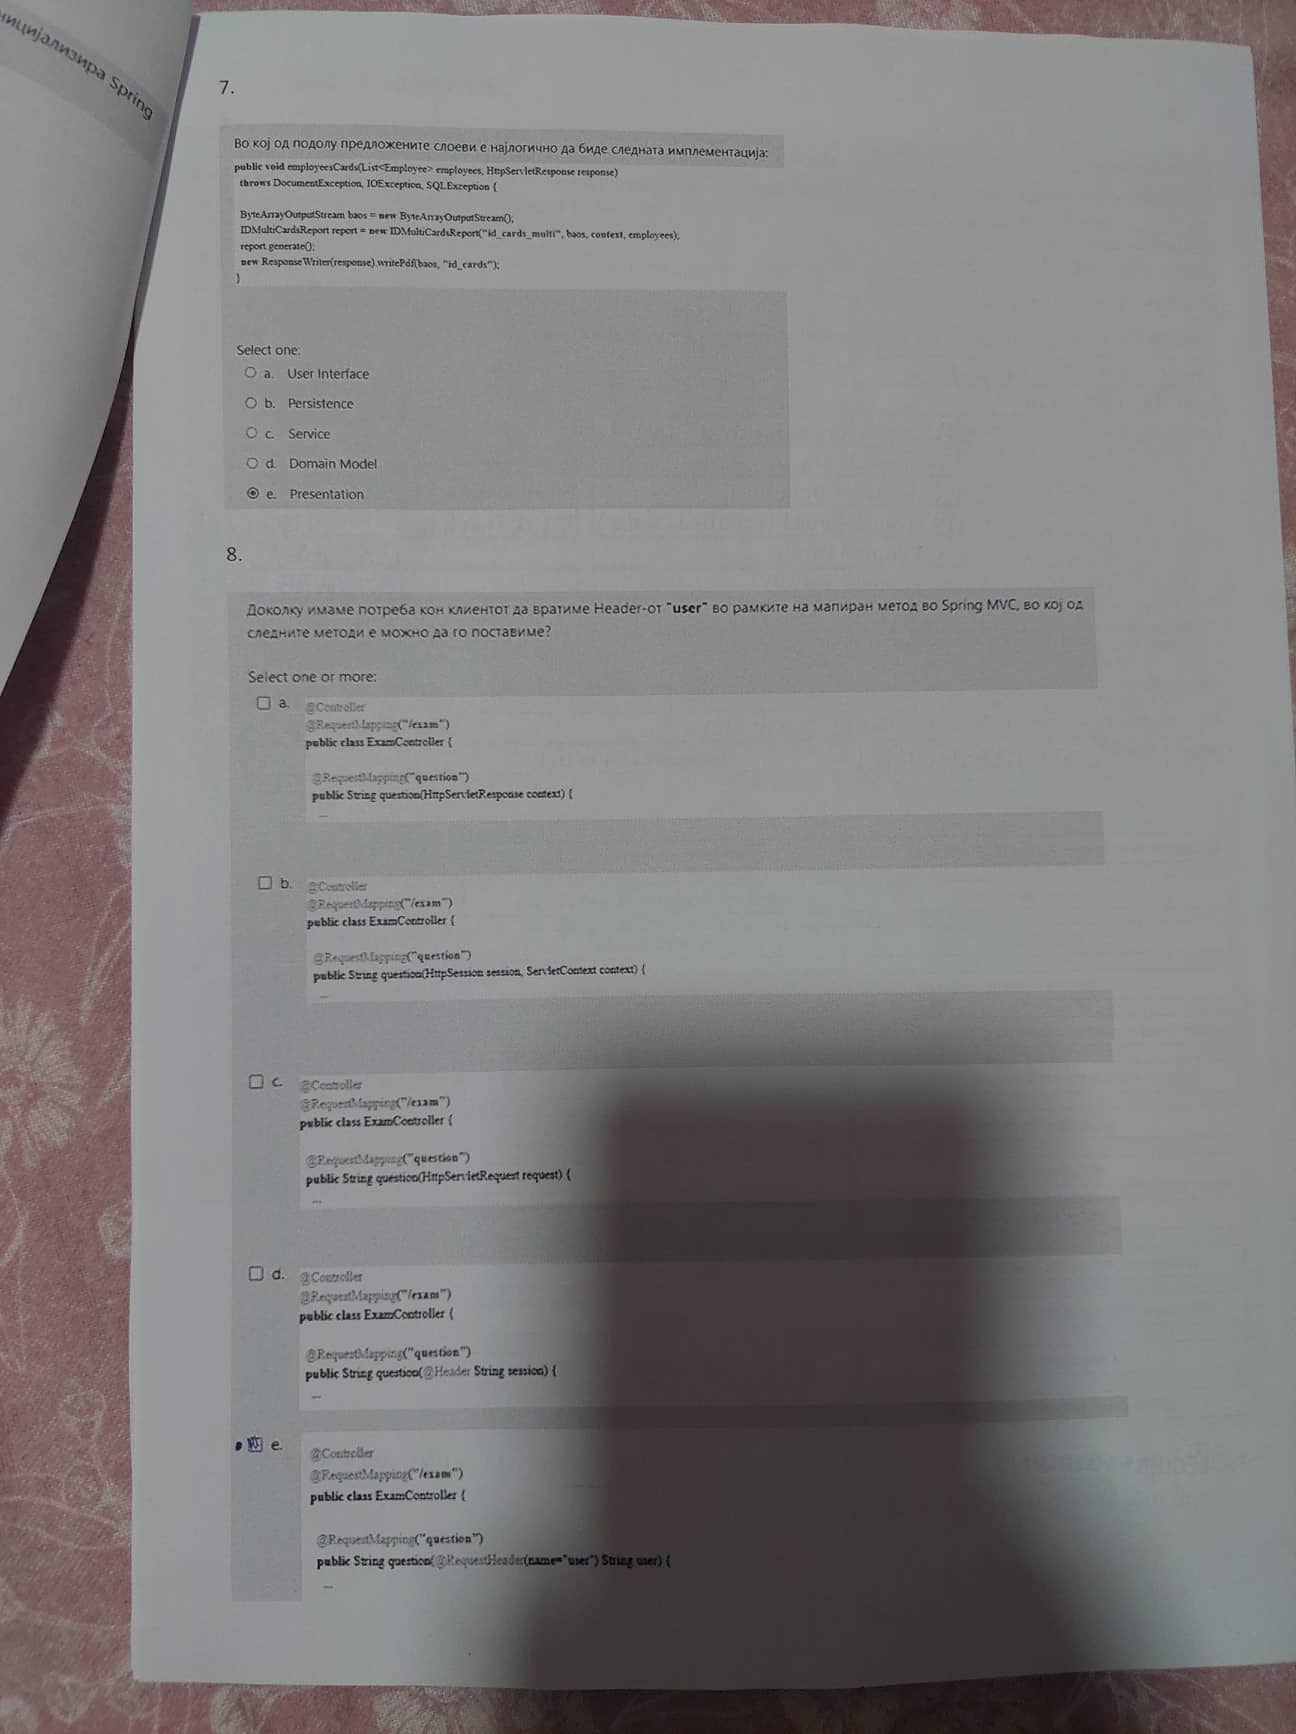 ницијализира Spring
7.
Во кој од подолу предложените слоеви е најлогично да биде следната имплементација:
public void employeesCards(List<Employee> employees, HttpServletResponse response)
throws DocumentException, IOException, SQLException {
ByteArrayOutputStream baos = new ByteArrayOutputStream();
IDMultiCardsReport report = new IDMultiCardsReport("id_cards_multi", baos, context, employees);
report.generate();
new ResponseWriter(response).writePdf(baos, "id_cards");
}
Select one:
a. User Interface
b. Persistence
c. Service
d. Domain Model
e. Presentation
8.
Доколку имаме потреба кон клиентот да вратиме Header-от "user" во рамките на мапиран метод во Spring MVC, во кој од
следните методи е можно да го поставиме?
Select one or more:
a. @Controller
@RequestMapping("/exam")
public class ExamController {
@RequestMapping("question")
public String question(HttpServletResponse context) {
...
b. @Controller
@RequestMapping("/exam")
public class ExamController {
@RequestMapping("question")
public String question(HttpSession session, ServletContext context) {
...
c. @Controller
@RequestMapping("/exam")
public class ExamController {
@RequestMapping("question")
public String question(HttpServletRequest request) {
...
d. @Controller
@RequestMapping("/exam")
public class ExamController {
@RequestMapping("question")
public String question(@Header String session) {
...
e. @Controller
@RequestMapping("/exam")
public class ExamController {
@RequestMapping("question")
public String question(@RequestHeader(name="user") String user) {
...